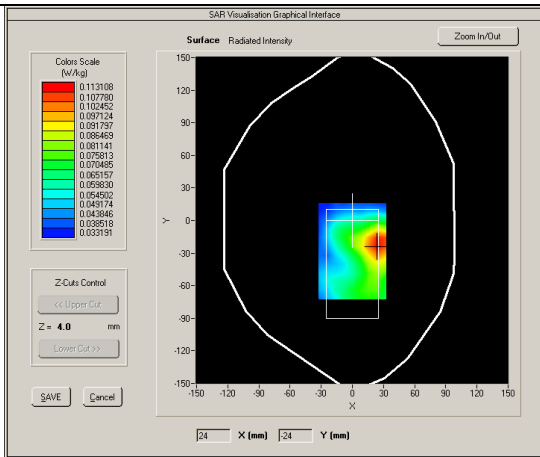 SAR Visualisation Graphical Interface
Surface Radiated Intensity
Zoom In/Out
Colors Scale
(W/kg)
0.113108
0.107780
0.102452
0.097124
0.091797
0.086469
0.081141
0.075813
0.070485
0.065157
0.059830
0.054502
0.049174
0.043846
0.038518
0.033191
Z-Cuts Control
<< Upper Cut
Z = 4.0 mm
Lower Cut >>
SAVE
Cancel
150
120
90
60
30
0
-30
-60
-90
-120
-150
Y
-150 -120 -90 -60 -30 0 30 60 90 120 150
X
24 X (mm) -24 Y (mm)